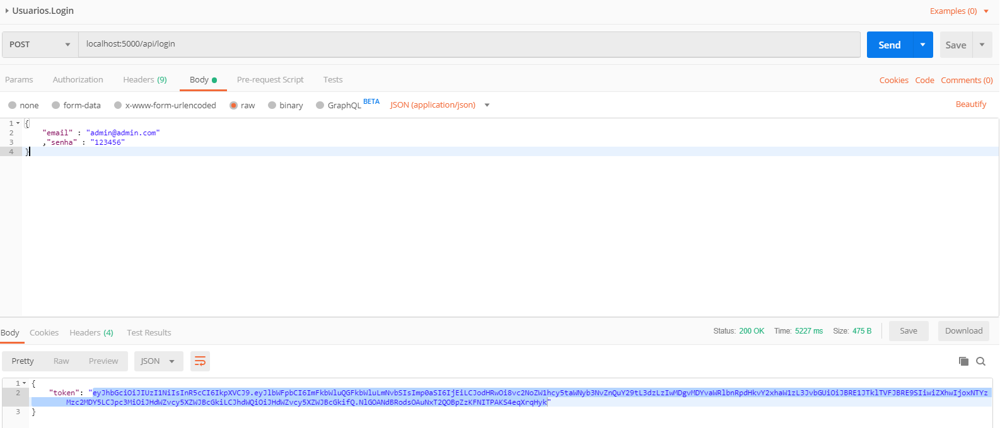 Usuarios.Login
Examples (0)
POST
localhost:5000/api/login
Send
Save
Params
Authorization
Headers (9)
Body
Pre-request Script
Tests
Cookies
Code
Comments (0)
none
form-data
x-www-form-urlencoded
raw
binary
GraphQL BETA
JSON (application/json)
Beautify
1 {
2 "email" : "admin@admin.com"
3 ,"senha" : "123456"
4 }
Body
Cookies
Headers (4)
Test Results
Status: 200 OK
Time: 5227 ms
Size: 475 B
Save
Download
Pretty
Raw
Preview
JSON
1 {
2 "token": "eyJhbGciOiJIUzI1NiIsInR5cCI6IkpXVCJ9.eyJlbWFpbCI6ImFkbWluQGFkbWluLmNvbSIsImp0aSI6IjEiLCJodHRwOi8vc2NoZW1hcy5taWNyb3NvZnQuY29tL3dzLzIwMDgvMDYvaWRlbnRpdHkvY2xhaW1zL3JvbGUiOiJBRE1JTklTVFJBRE9SIiwiZXhwIjoxNTYz
Mzc2MDY5LCJpc3MiOiJHdWZvcy5XZWJBcGkiLCJhdWQiOiJHdWZvcy5XZWJBcGkifQ.NlGOANdBRodsOAuNxT2QOBpZzKFNITPAKS4eqXrqHyk"
3 }